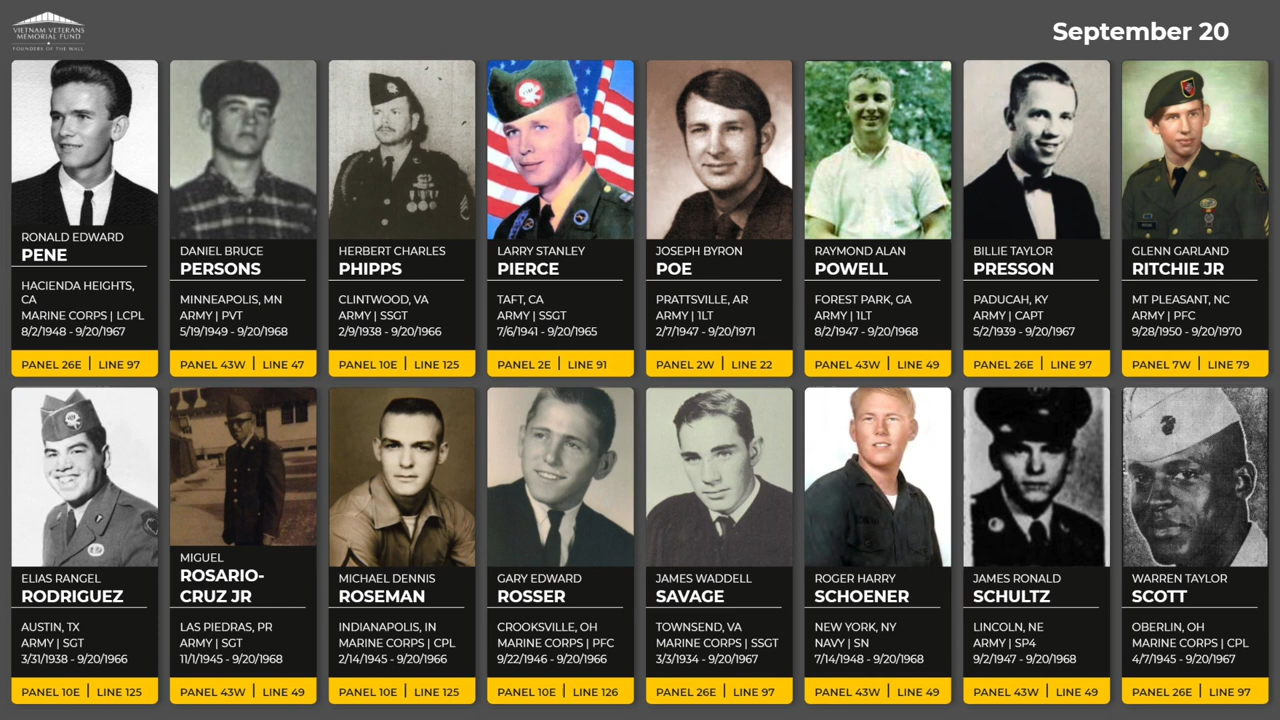 VIETNAM VETERANS
MEMORIAL FUND
FOUNDERS OF THE WALL
September 20
RONALD EDWARD
PENE
HACIENDA HEIGHTS,
CA
MARINE CORPS | LCPL
8/2/1948 - 9/20/1967
PANEL 26E | LINE 97
DANIEL BRUCE
PERSONS
MINNEAPOLIS, MN
ARMY | PVT
5/19/1949 - 9/20/1968
PANEL 43W | LINE 47
HERBERT CHARLES
PHIPPS
CLINTWOOD, VA
ARMY | SSGT
2/9/1938 - 9/20/1966
PANEL 10E | LINE 125
LARRY STANLEY
PIERCE
TAFT, CA
ARMY | SSGT
7/6/1941 - 9/20/1965
PANEL 2E | LINE 91
JOSEPH BYRON
POE
PRATTSVILLE, AR
ARMY | 1LT
2/7/1947 - 9/20/1971
PANEL 2W | LINE 22
RAYMOND ALAN
POWELL
FOREST PARK, GA
ARMY | 1LT
8/2/1947 - 9/20/1968
PANEL 43W | LINE 49
BILLIE TAYLOR
PRESSON
PADUCAH, KY
ARMY | CAPT
5/2/1939 - 9/20/1967
PANEL 26E | LINE 97
GLENN GARLAND
RITCHIE JR
MT PLEASANT, NC
ARMY | PFC
9/28/1950 - 9/20/1970
PANEL 7W | LINE 79
ELIAS RANGEL
RODRIGUEZ
AUSTIN, TX
ARMY | SGT
3/31/1938 - 9/20/1966
PANEL 10E | LINE 125
MIGUEL
ROSARIO-
CRUZ JR
LAS PIEDRAS, PR
ARMY | SGT
11/1/1945 - 9/20/1968
PANEL 43W | LINE 49
MICHAEL DENNIS
ROSEMAN
INDIANAPOLIS, IN
MARINE CORPS | CPL
2/14/1945 - 9/20/1966
PANEL 10E | LINE 125
GARY EDWARD
ROSSER
CROOKSVILLE, OH
MARINE CORPS | PFC
9/22/1946 - 9/20/1966
PANEL 10E | LINE 126
JAMES WADDELL
SAVAGE
TOWNSEND, VA
MARINE CORPS | SSGT
3/3/1934 - 9/20/1967
PANEL 26E | LINE 97
ROGER HARRY
SCHOENER
NEW YORK, NY
NAVY | SN
7/14/1948 - 9/20/1968
PANEL 43W | LINE 49
JAMES RONALD
SCHULTZ
LINCOLN, NE
ARMY | SP4
9/2/1947 - 9/20/1968
PANEL 43W | LINE 49
WARREN TAYLOR
SCOTT
OBERLIN, OH
MARINE CORPS | CPL
4/7/1945 - 9/20/1967
PANEL 26E | LINE 97